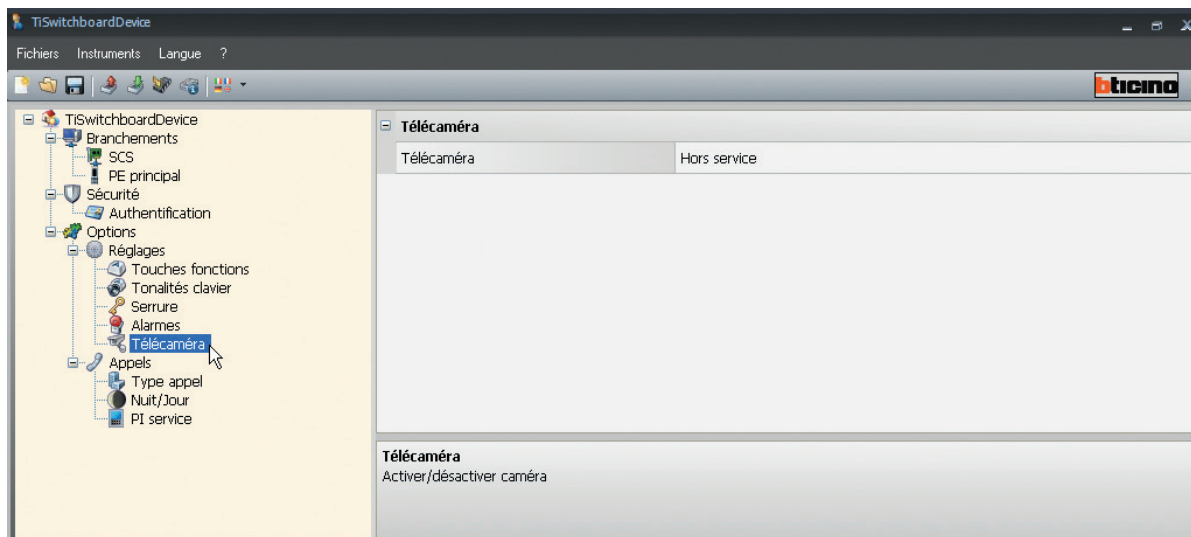 TiSwitchboardDevice
Fichiers Instruments Langue ?
bticino
TiSwitchboardDevice
Branchements
SCS
PE principal
Sécurité
Authentification
Options
Réglages
Touches fonctions
Tonalités clavier
Serrure
Alarmes
Télécaméra
Appels
Type appel
Nuit/Jour
PI service
Télécaméra
Télécaméra Hors service
Télécaméra
Activer/désactiver caméra